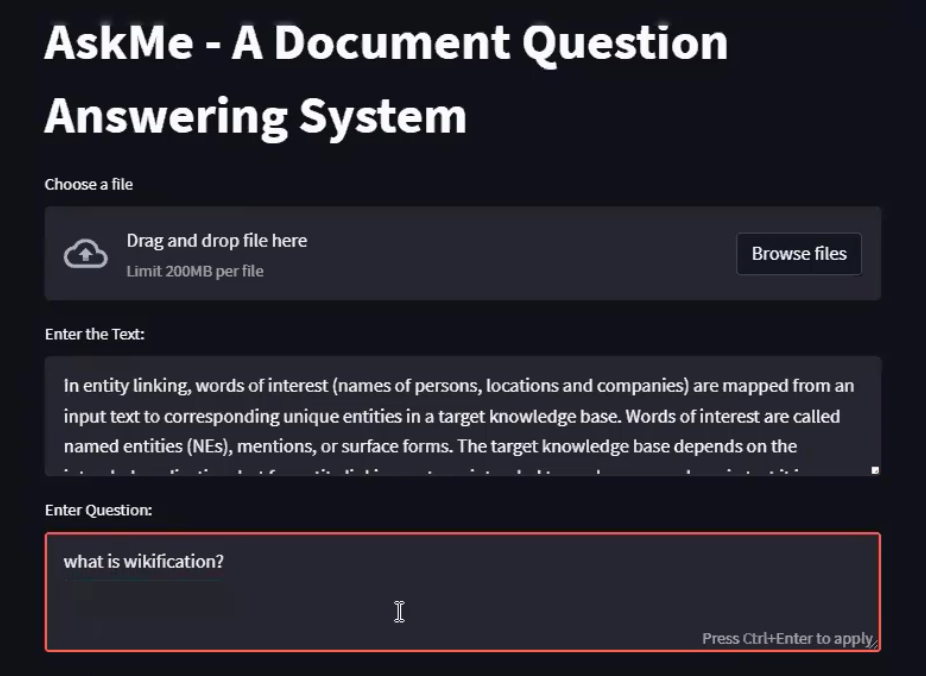 AskMe - A Document Question
Answering System
Choose a file
Drag and drop file here
Limit 200MB per file
Browse files
Enter the Text:
In entity linking, words of interest (names of persons, locations and companies) are mapped from an
input text to corresponding unique entities in a target knowledge base. Words of interest are called
named entities (NEs), mentions, or surface forms. The target knowledge base depends on the
Enter Question:
what is wikification?
Press Ctrl+Enter to apply